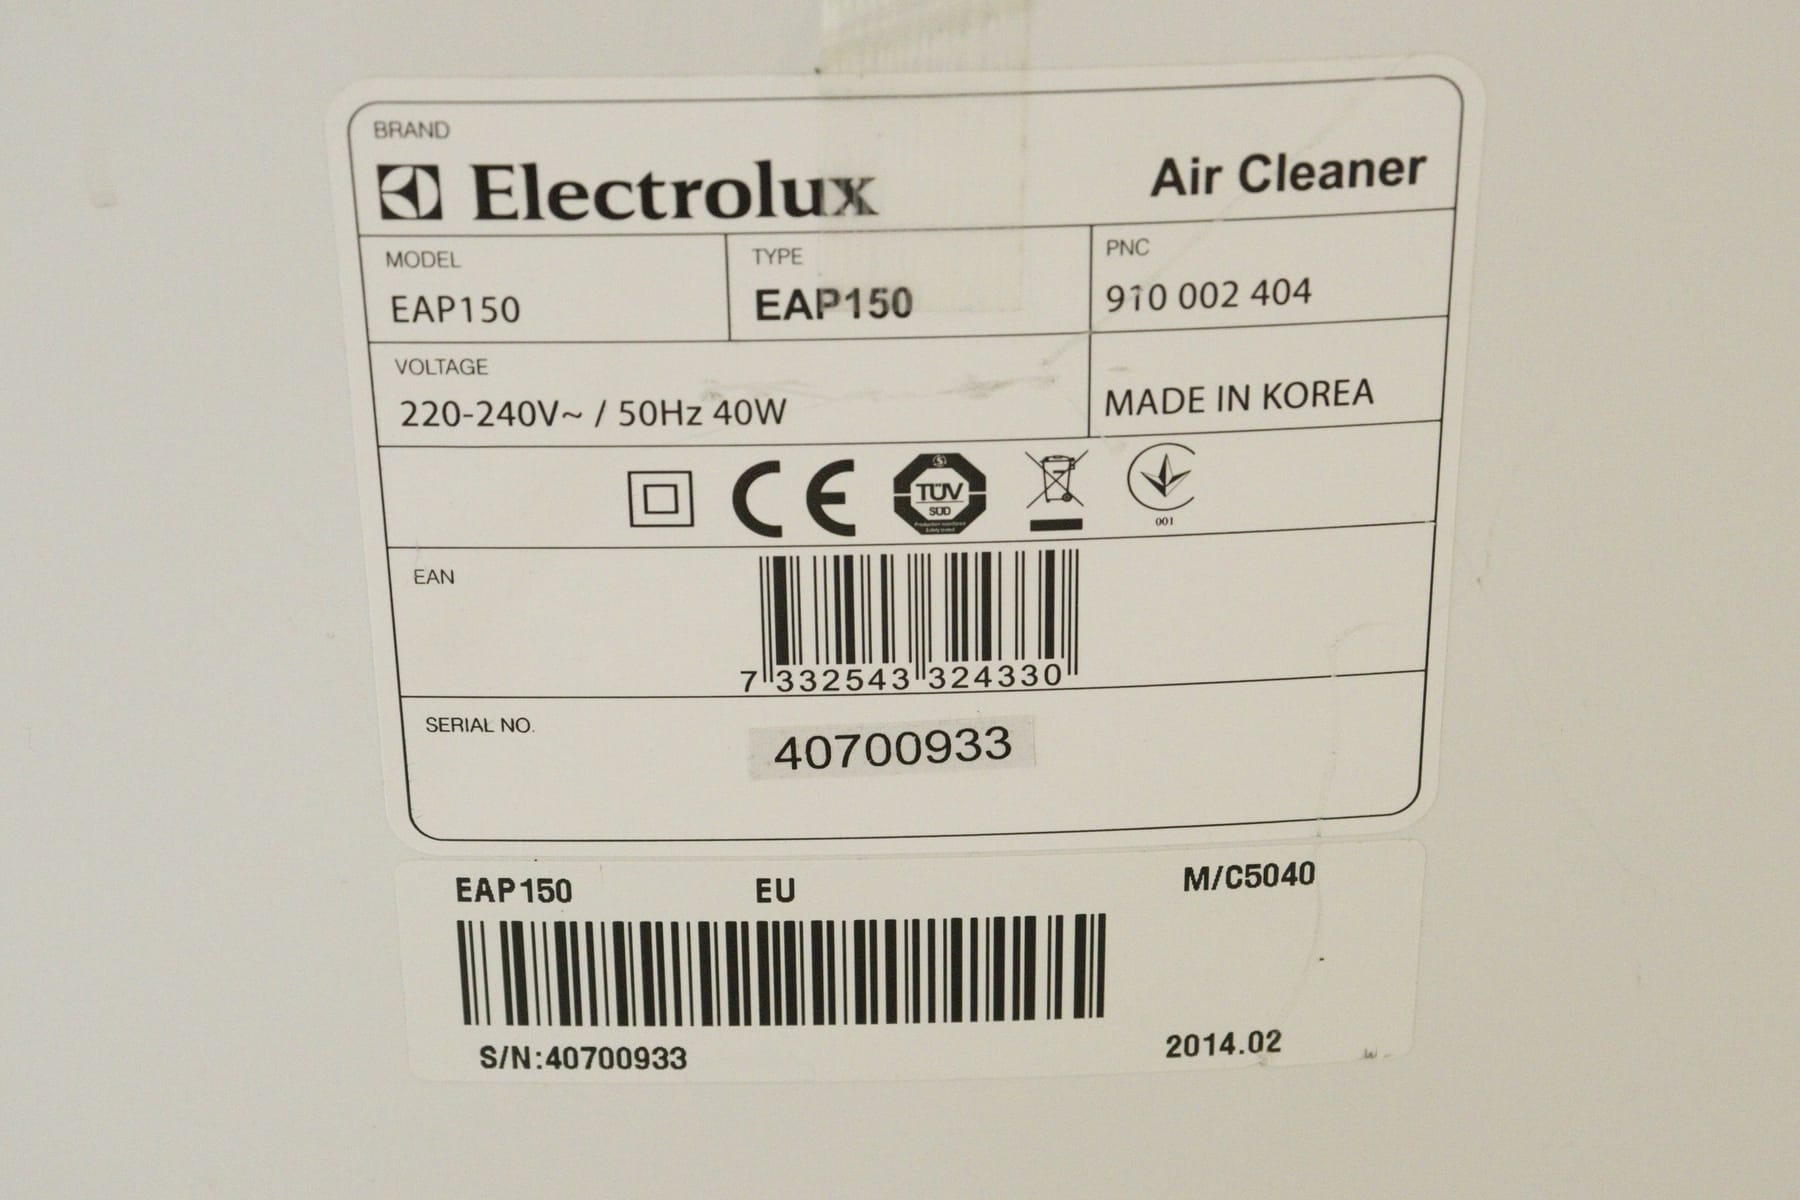 BRAND
Electrolux Air Cleaner
MODEL TYPE PNC
EAP150 EAP150 910 002 404
VOLTAGE
220-240V~ / 50Hz 40W MADE IN KOREA
CE TÜV SÜD 001
EAN
7 332543 324330
SERIAL NO.
40700933
EAP150 EU M/C5040
S/N:40700933 2014.02